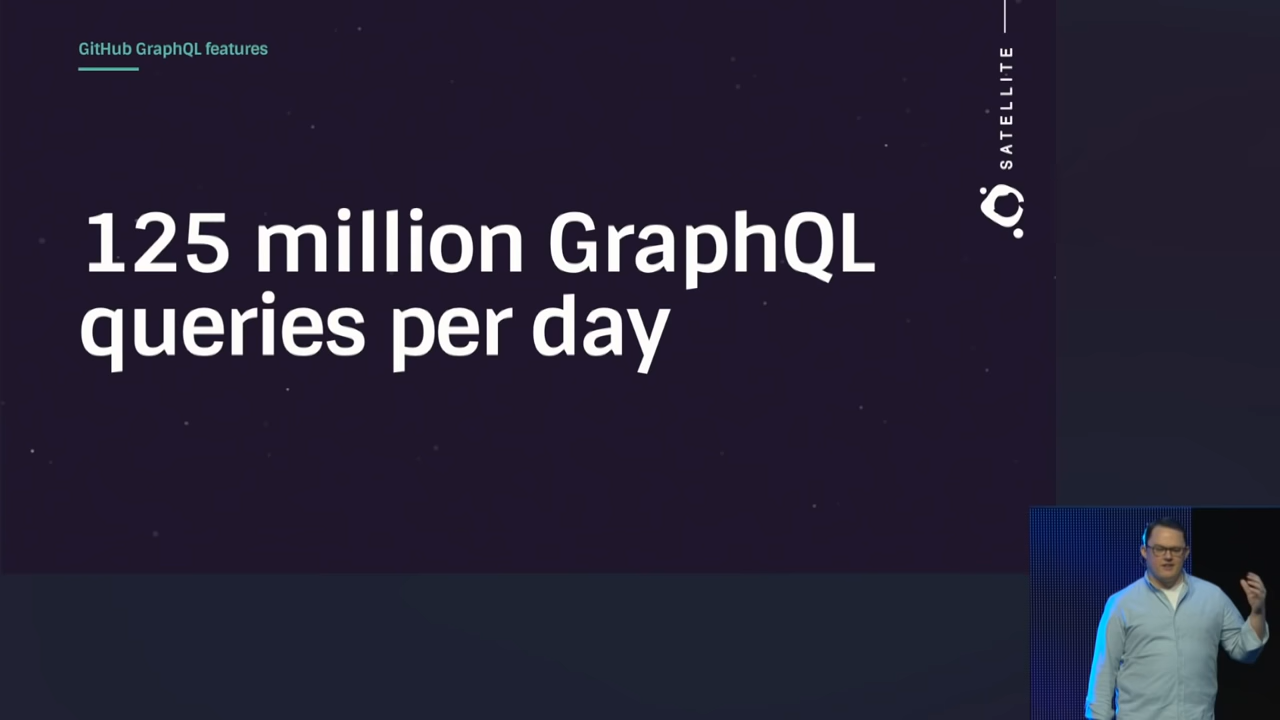 GitHub GraphQL features
SATELLITE
125 million GraphQL
queries per day